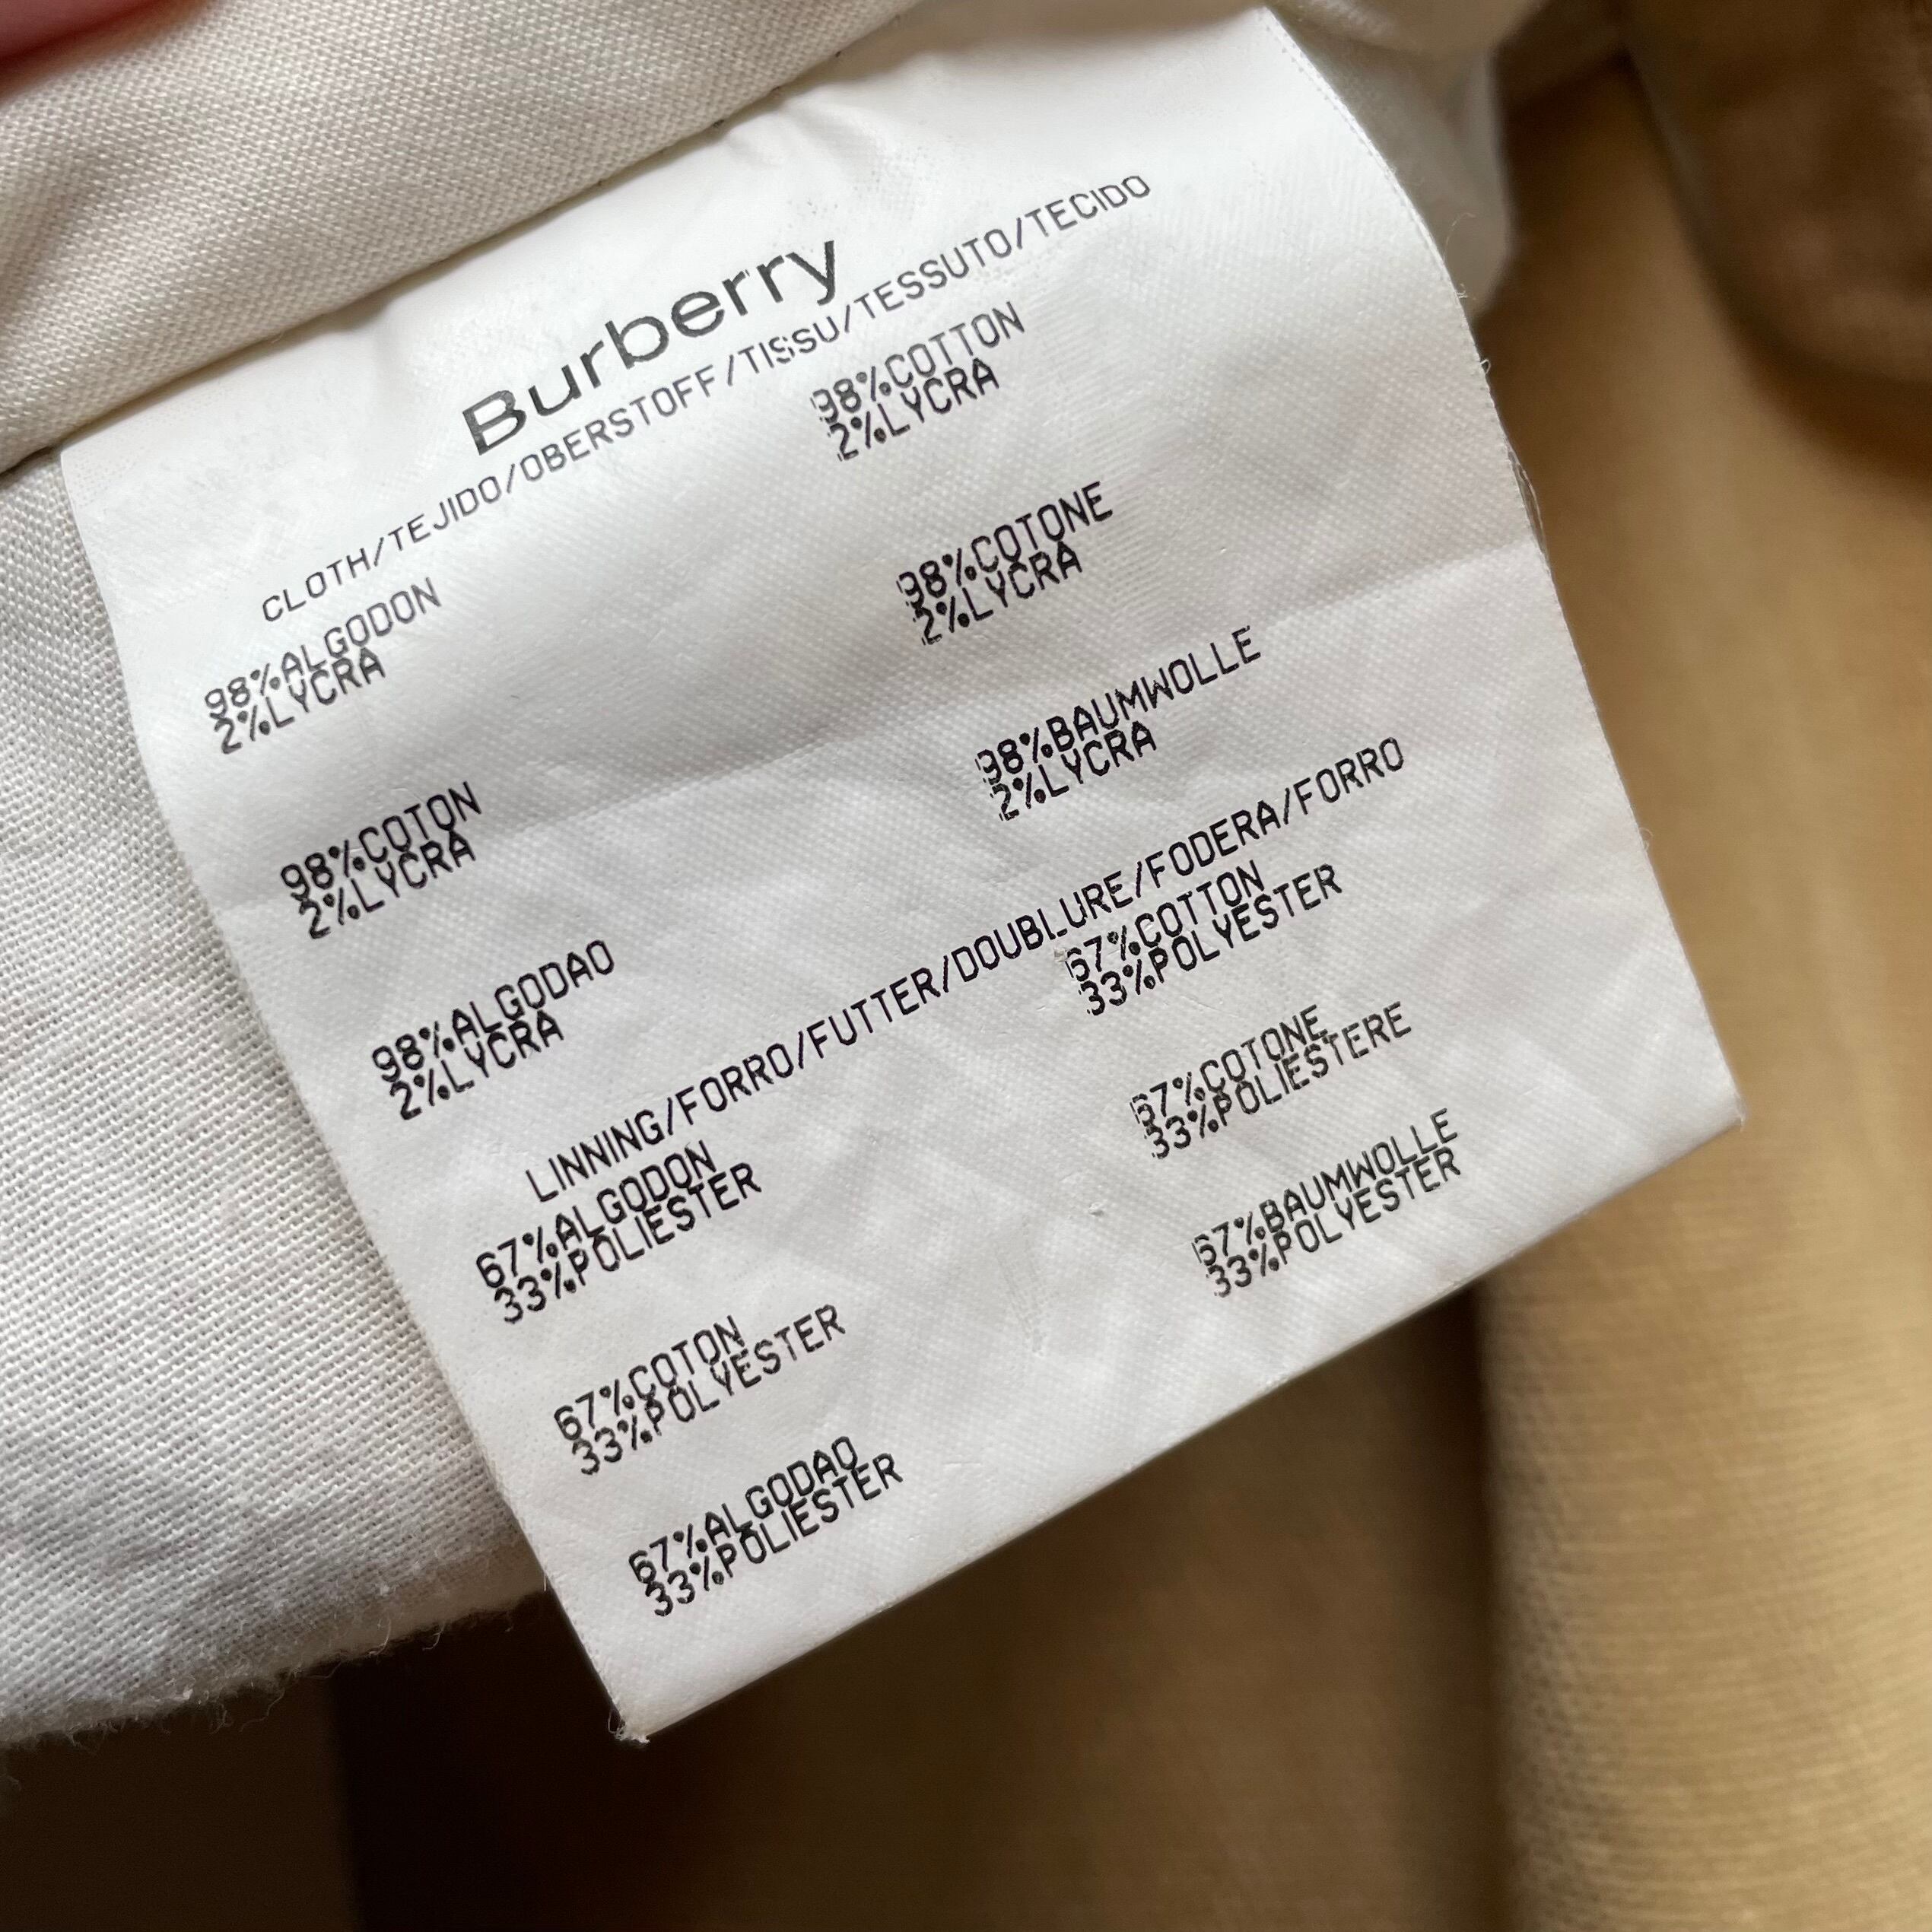 Burberry
CLOTH/TEJIDO/OBERSTOFF/TISSU/TESSUTO/TECIDO
98%ALGODON
2%LYCRA
98%COTTON
2%LYCRA
98%COTON
2%LYCRA
98%COTONE
2%LYCRA
98%ALGODAO
2%LYCRA
98%BAUMWOLLE
2%LYCRA
LINNING/FORRO/FUTTER/DOUBLURE/FODERA/FORRO
67%ALGODON
33%POLIESTER
67%COTTON
33%POLYESTER
67%COTON
33%POLYESTER
67%COTONE
33%POLIESTERE
67%ALGODAO
33%POLIESTER
67%BAUMWOLLE
33%POLYESTER